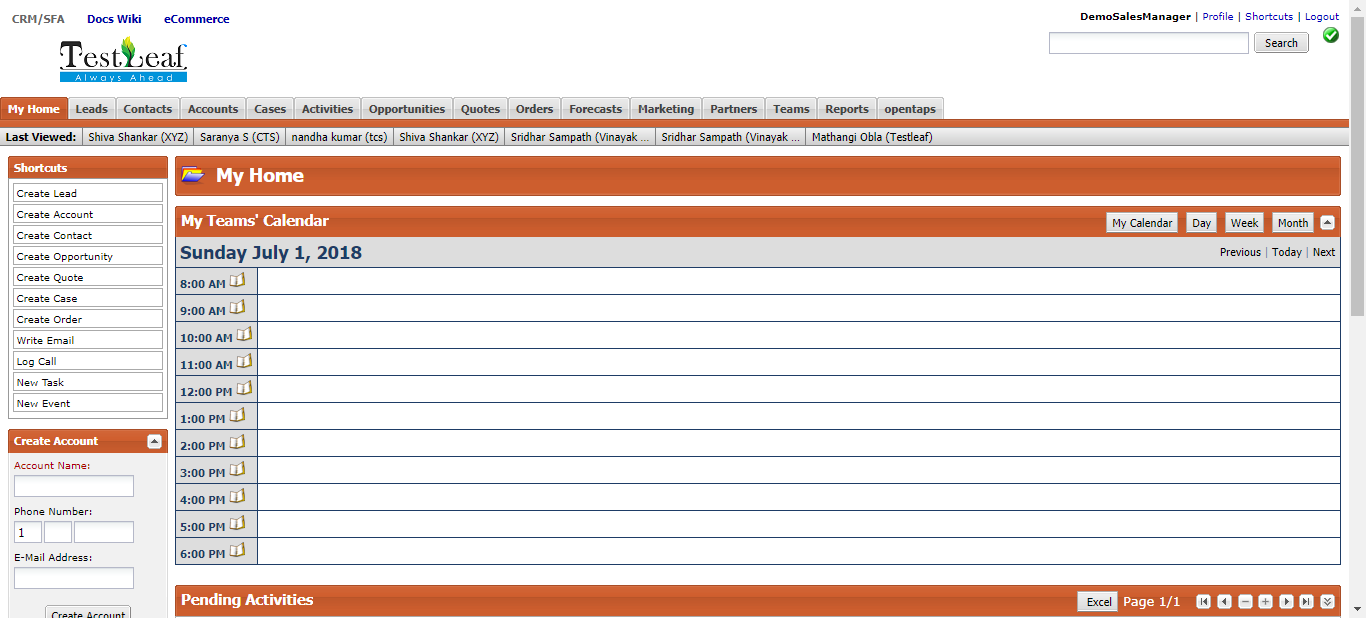 CRM/SFA Docs Wiki eCommerce
DemoSalesManager | Profile | Shortcuts | Logout
Search
TestLeaf
Always Ahead
My Home Leads Contacts Accounts Cases Activities Opportunities Quotes Orders Forecasts Marketing Partners Teams Reports opentaps
Last Viewed: Shiva Shankar (XYZ) Saranya S (CTS) nandha kumar (tcs) Shiva Shankar (XYZ) Sridhar Sampath (Vinayak ... Sridhar Sampath (Vinayak ... Mathangi Obla (Testleaf)
Shortcuts
Create Lead
Create Account
Create Contact
Create Opportunity
Create Quote
Create Case
Create Order
Write Email
Log Call
New Task
New Event
Create Account
Account Name:
Phone Number:
1
E-Mail Address:
Create Account
My Home
My Teams' Calendar My Calendar Day Week Month
Sunday July 1, 2018 Previous | Today | Next
8:00 AM
9:00 AM
10:00 AM
11:00 AM
12:00 PM
1:00 PM
2:00 PM
3:00 PM
4:00 PM
5:00 PM
6:00 PM
Pending Activities Excel Page 1/1